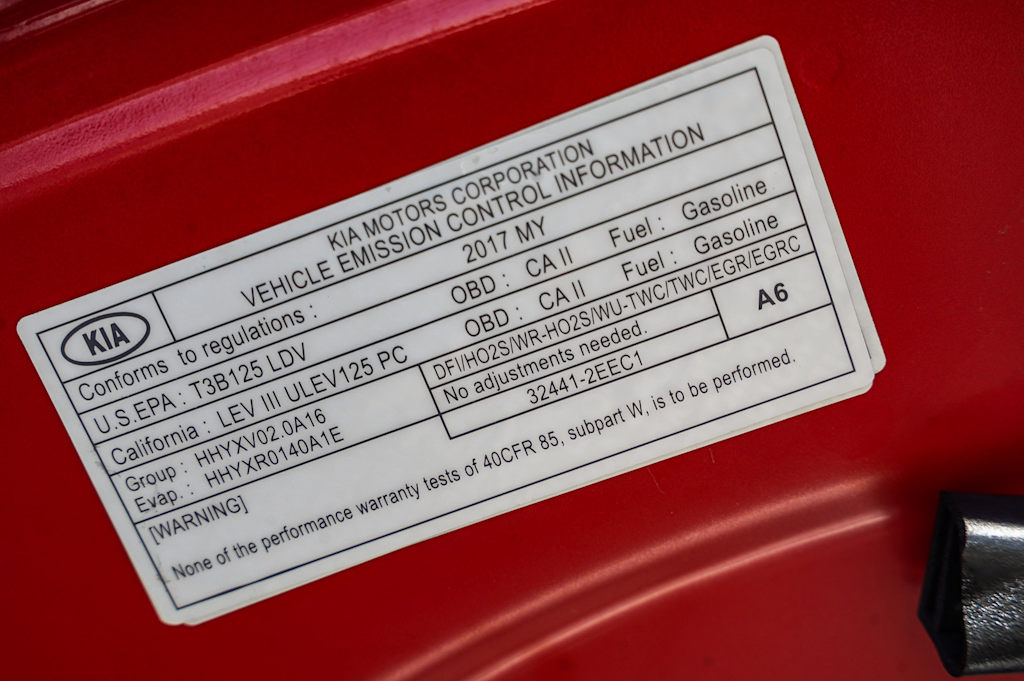 KIA
KIA MOTORS CORPORATION
VEHICLE EMISSION CONTROL INFORMATION
Conforms to regulations : 2017 MY
U.S.EPA : T3B125 LDV OBD : CA II Fuel : Gasoline
California : LEV III ULEV125 PC OBD : CA II Fuel : Gasoline
Group : HHYXV02.0A16
Evap. : HHYXR0140A1E
DFI/HO2S/WR-HO2S/WU-TWC/TWC/EGR/EGRC
No adjustments needed.
32441-2EEC1
A6
[WARNING]
None of the performance warranty tests of 40CFR 85, subpart W, is to be performed.